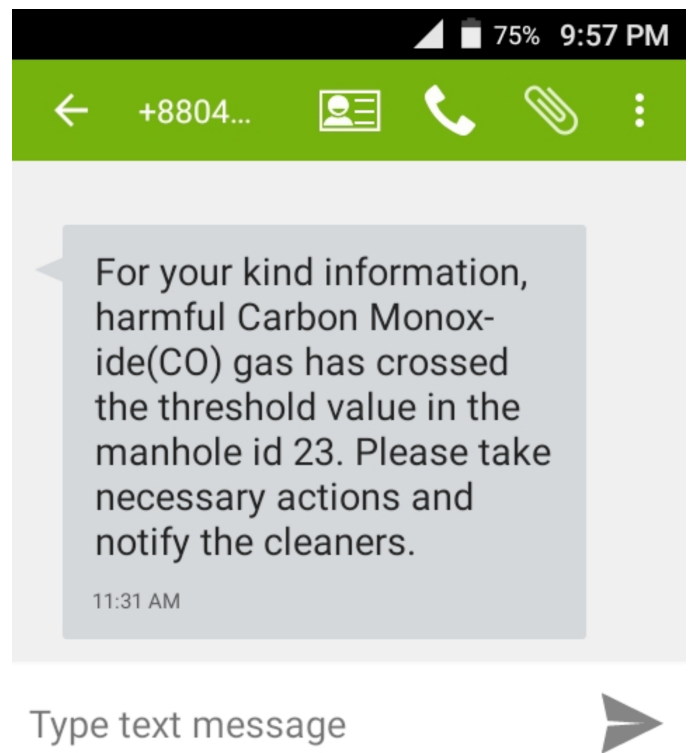 75% 9:57 PM
+8804...
For your kind information,
harmful Carbon Monox-
ide(CO) gas has crossed
the threshold value in the
manhole id 23. Please take
necessary actions and
notify the cleaners.
11:31 AM
Type text message